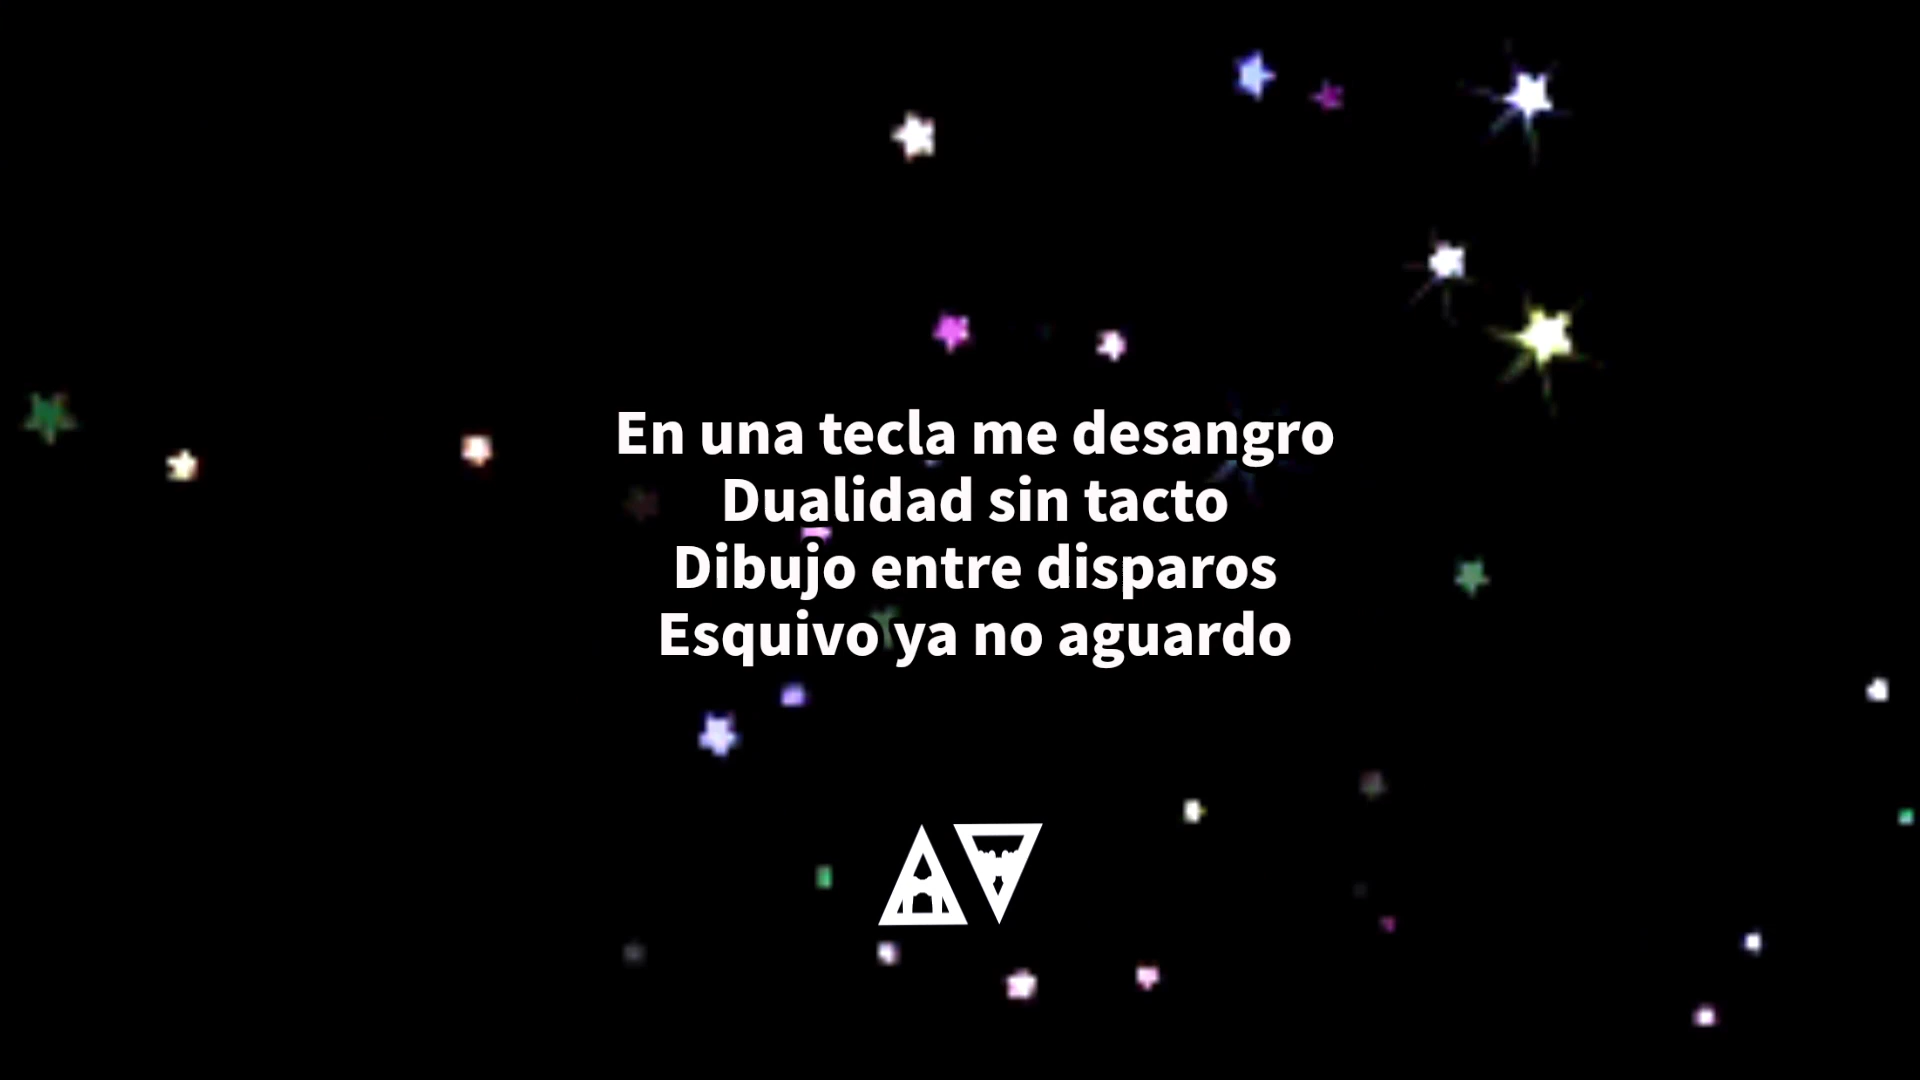 En una tecla me desangro
Dualidad sin tacto
Dibujo entre disparos
Esquivo ya no aguardo